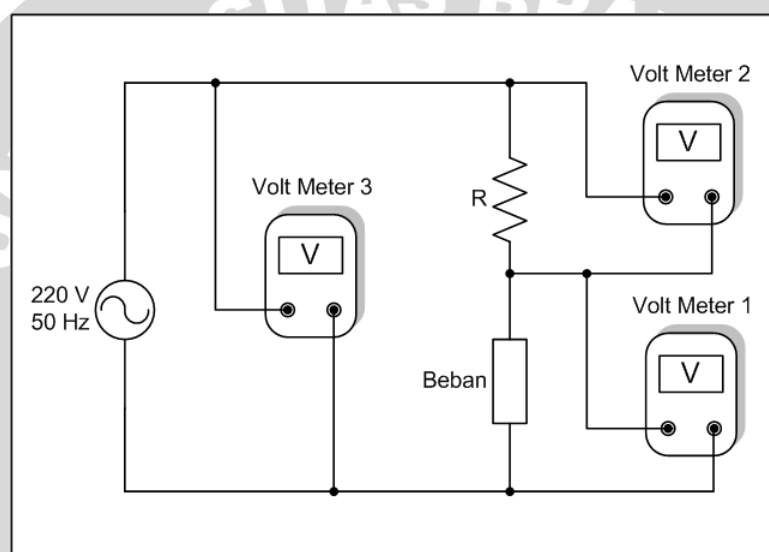 Volt Meter 2
V
Volt Meter 3
R
V
220 V
50 Hz
Volt Meter 1
V
Beban